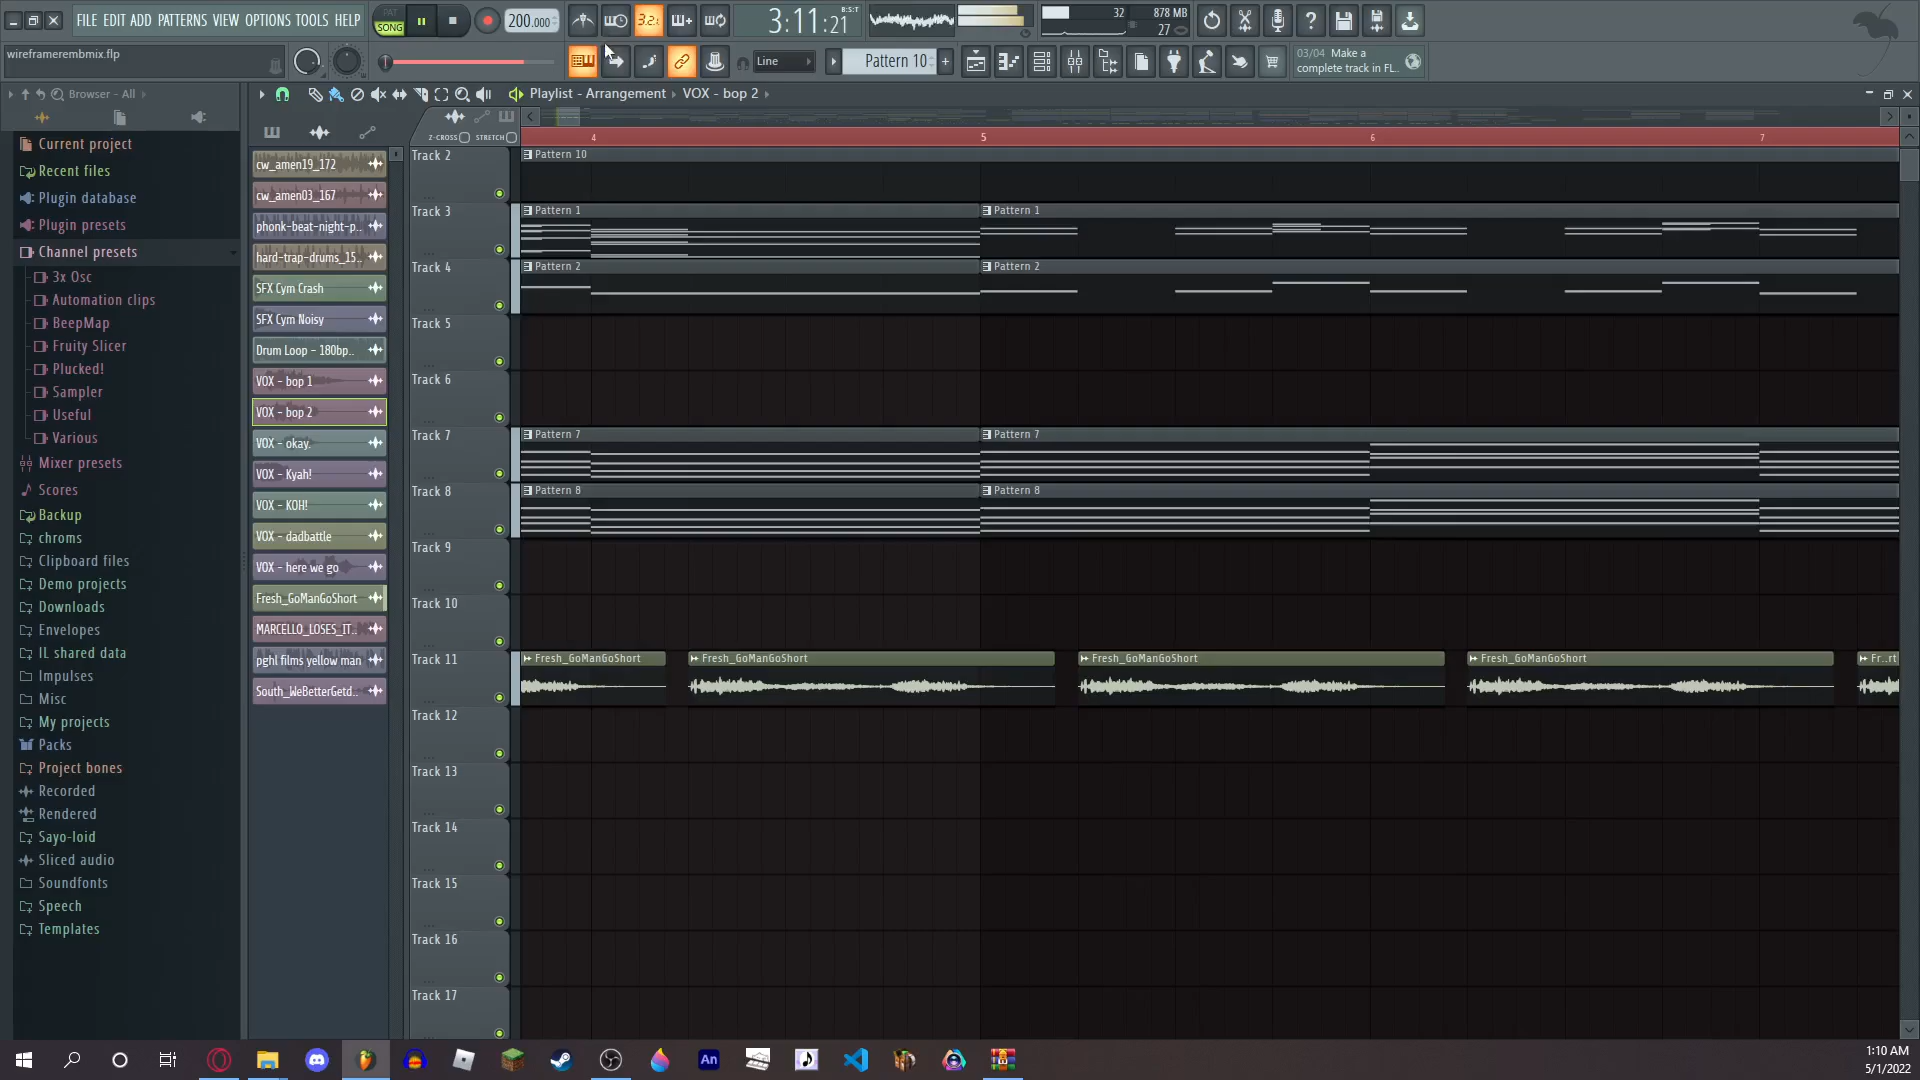 FILE EDIT ADD PATTERNS VIEW OPTIONS TOOLS HELP
PAT
SONG
200.000
3.2.
3:11:21
B:S:T
32
878 MB
27
wireframerembmix.flp
Line
Pattern 10
+
03/04 Make a
complete track in FL..
Browser - All
Playlist - Arrangement
VOX - bop 2
Z-CROSS
STRETCH
4
5
6
7
Current project
Recent files
Plugin database
Plugin presets
Channel presets
3x Osc
Automation clips
BeepMap
Fruity Slicer
Plucked!
Sampler
Useful
Various
Mixer presets
Scores
Backup
chroms
Clipboard files
Demo projects
Downloads
Envelopes
IL shared data
Impulses
Misc
My projects
Packs
Project bones
Recorded
Rendered
Sayo-loid
Sliced audio
Soundfonts
Speech
Templates
cw_amen19_172
cw_amen03_167
phonk-beat-night-p..
hard-trap-drums_15..
SFX Cym Crash
SFX Cym Noisy
Drum Loop - 180bp..
VOX - bop 1
VOX - bop 2
VOX - okay.
VOX - Kyah!
VOX - KOH!
VOX - dadbattle
VOX - here we go
Fresh_GoManGoShort
MARCELLO_LOSES_IT..
pghl films yellow man
South_WeBetterGetd..
Track 2
Pattern 10
Track 3
Pattern 1
Pattern 1
Track 4
Pattern 2
Pattern 2
Track 5
Track 6
Track 7
Pattern 7
Pattern 7
Track 8
Pattern 8
Pattern 8
Track 9
Track 10
Track 11
Fresh_GoManGoShort
Fresh_GoManGoShort
Fresh_GoManGoShort
Fresh_GoManGoShort
Fr..rt
Track 12
Track 13
Track 14
Track 15
Track 16
Track 17
An
1:10 AM
5/1/2022